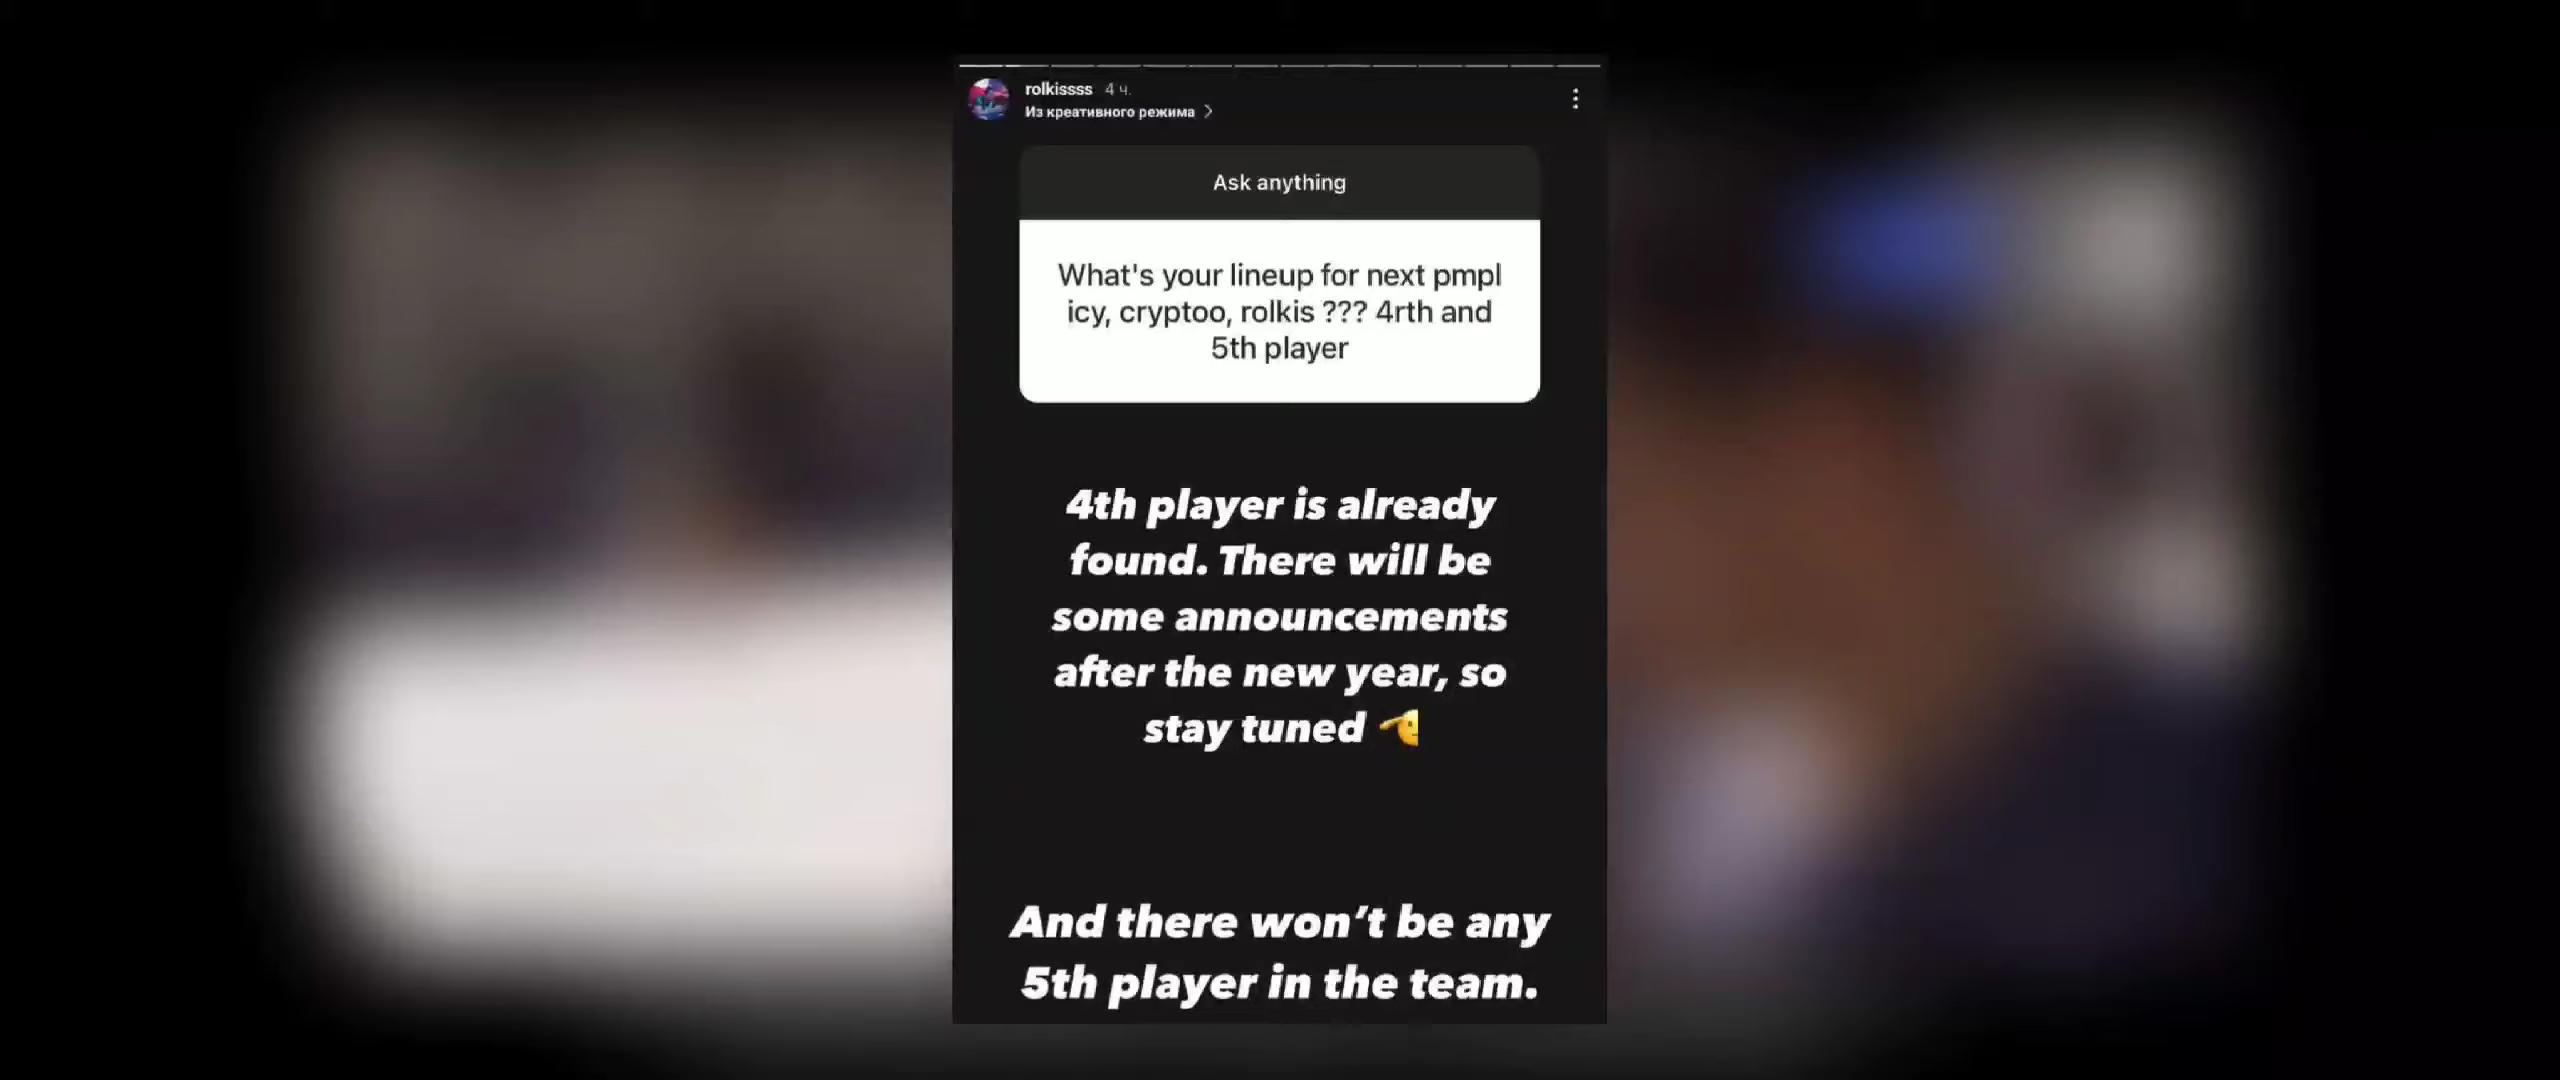 rolkissss 4 ч.
Из креативного режима
Ask anything
What's your lineup for next pmpl
icy, cryptoo, rolkis ??? 4rth and
5th player
4th player is already
found. There will be
some announcements
after the new year, so
stay tuned
And there won't be any
5th player in the team.